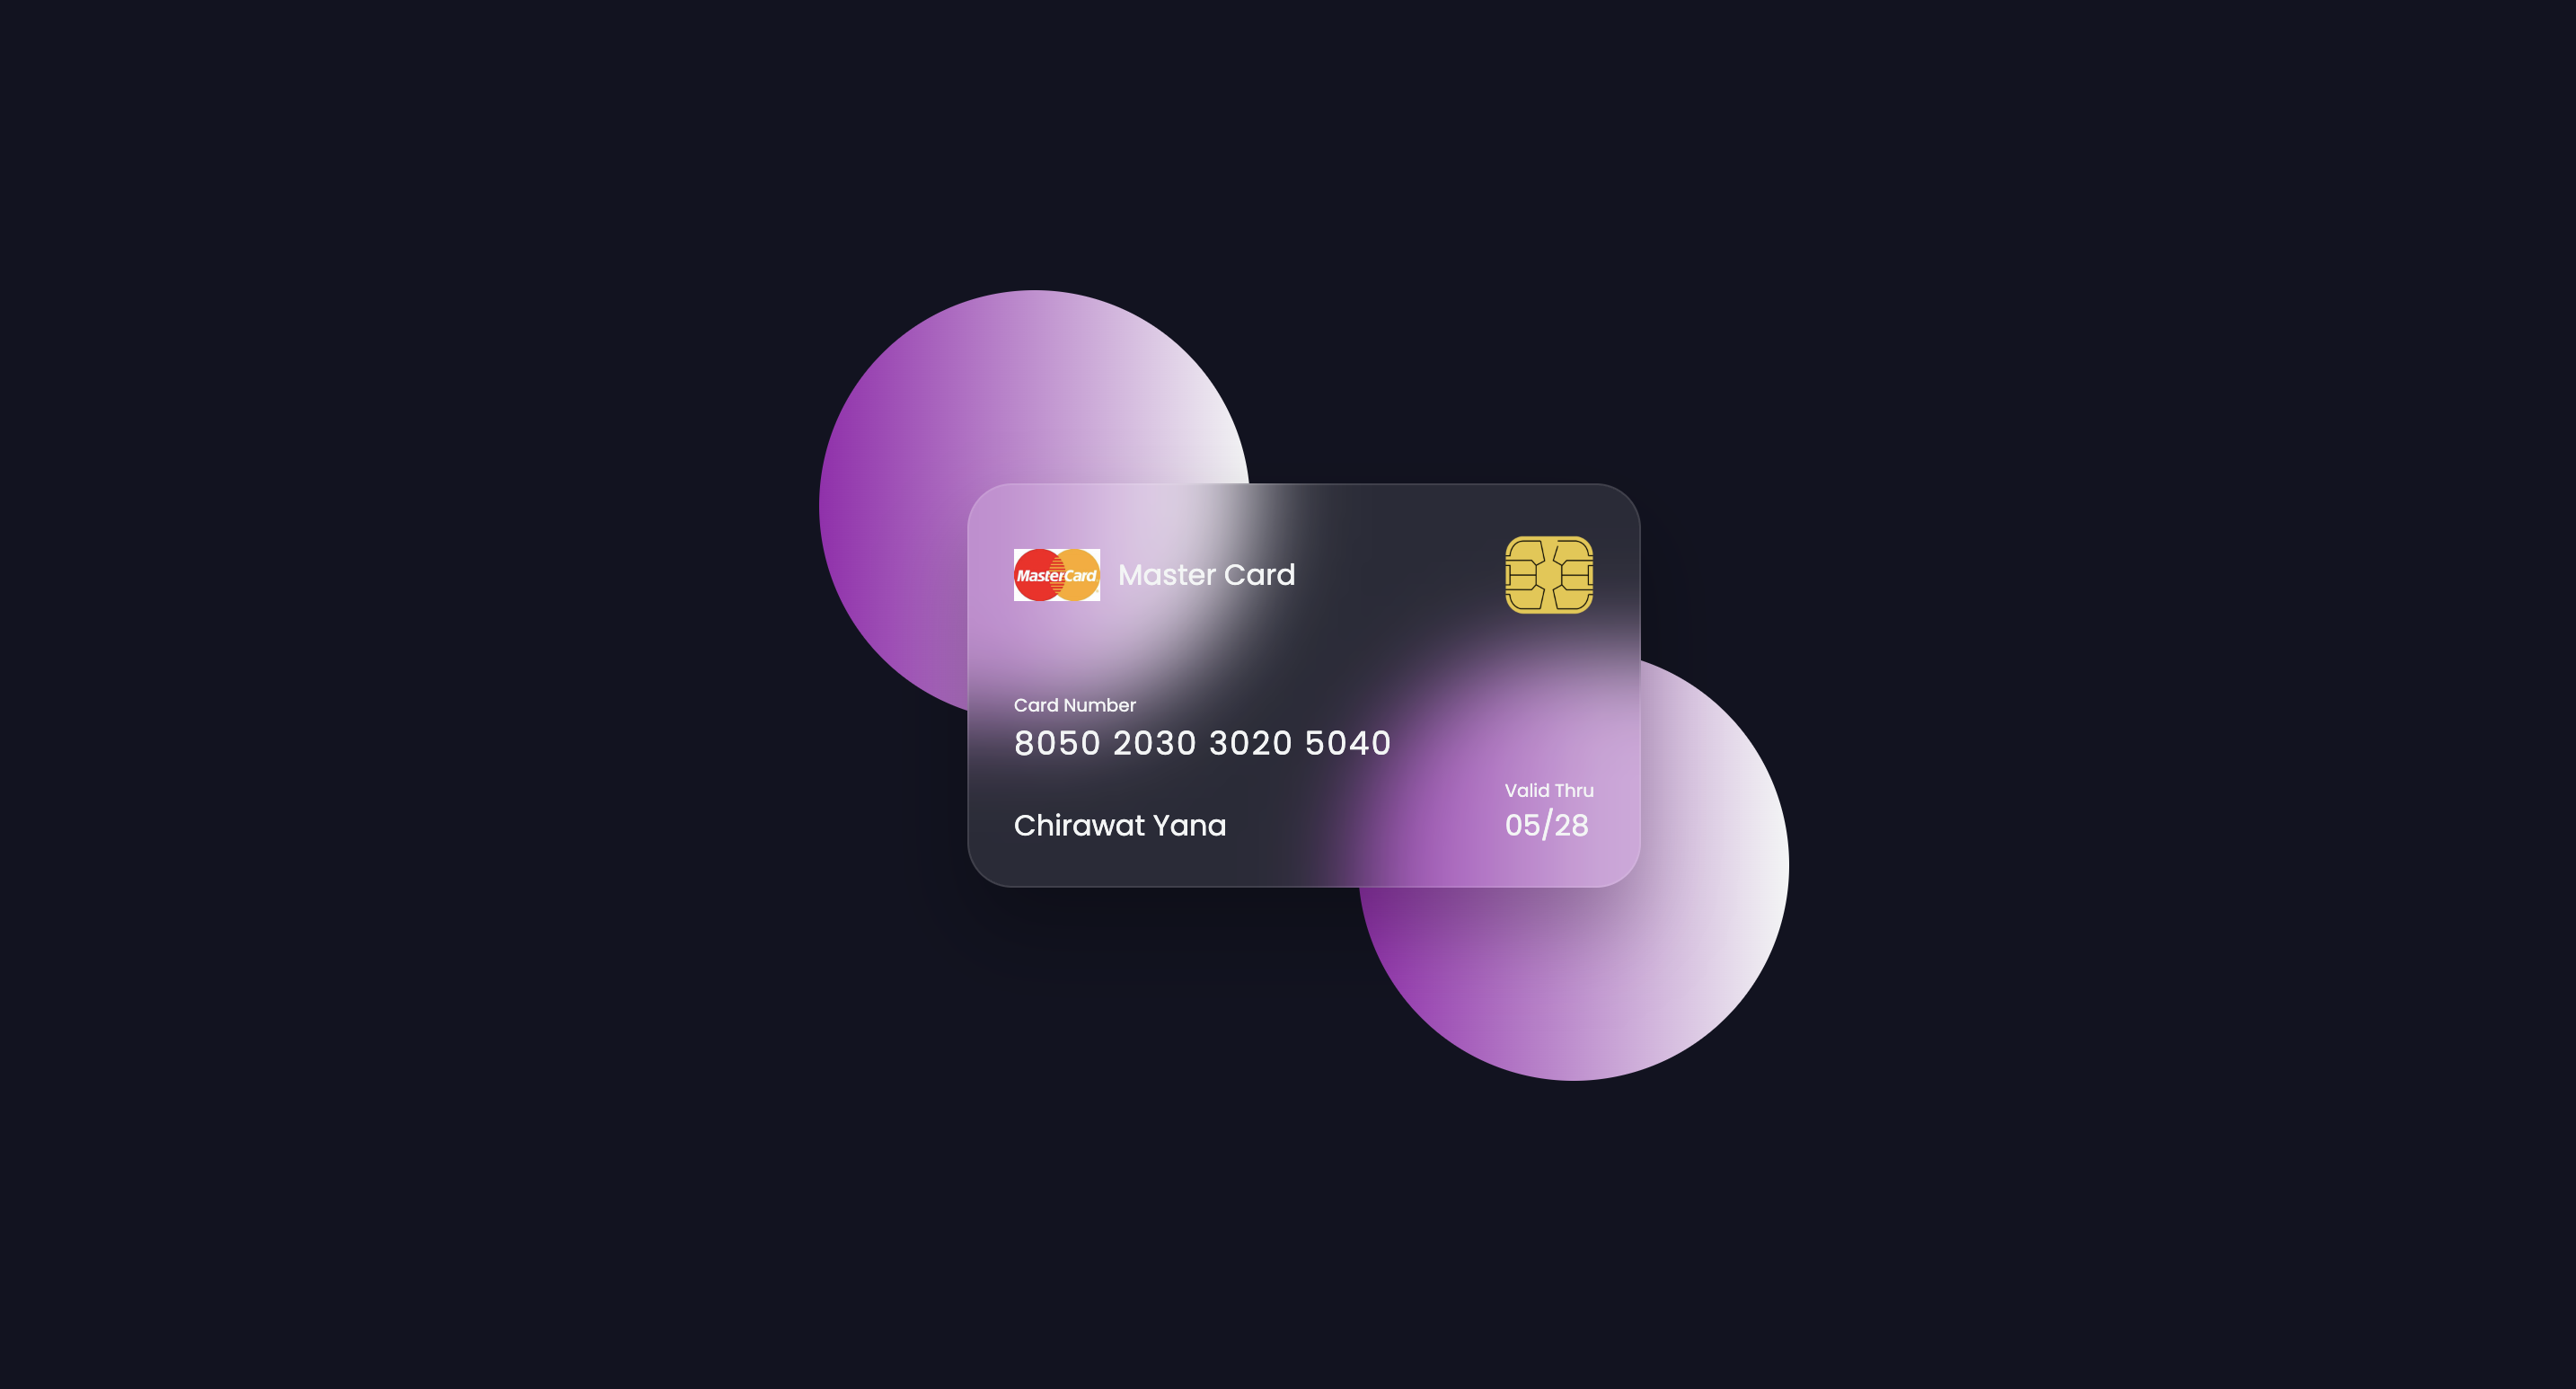 MasterCard
Master Card
Card Number
8050 2030 3020 5040
Valid Thru
Chirawat Yana
05/28